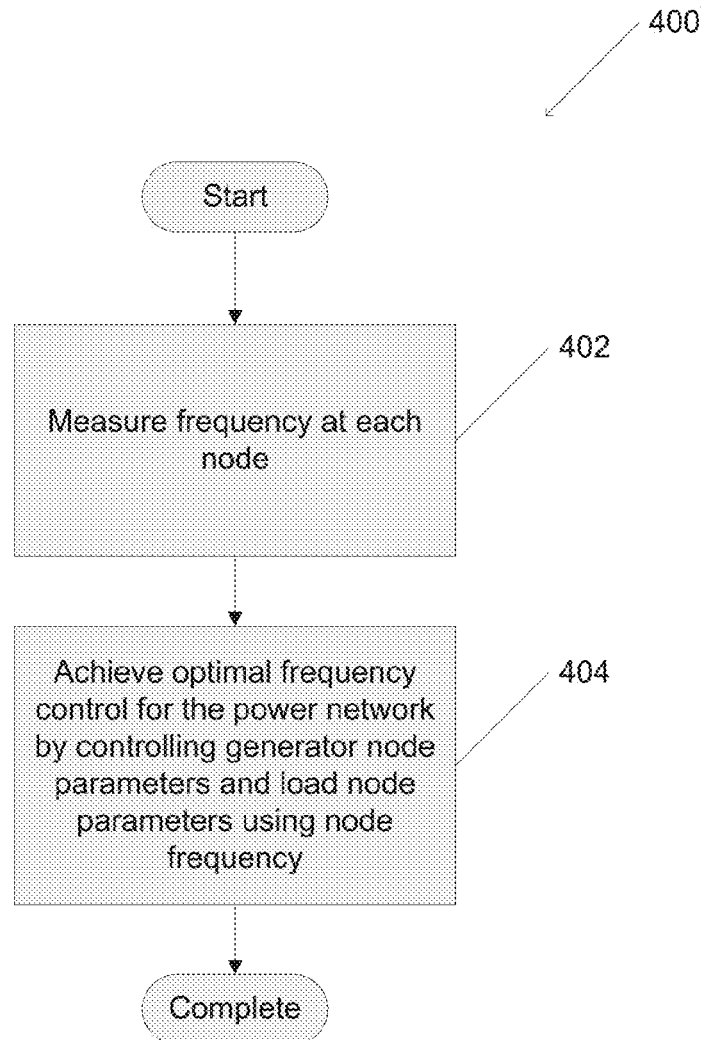 400
Start
402
Measure frequency at each
node
Achieve optimal frequency
control for the power network
by controlling generator node
parameters and load node
parameters using node
frequency
404
Complete